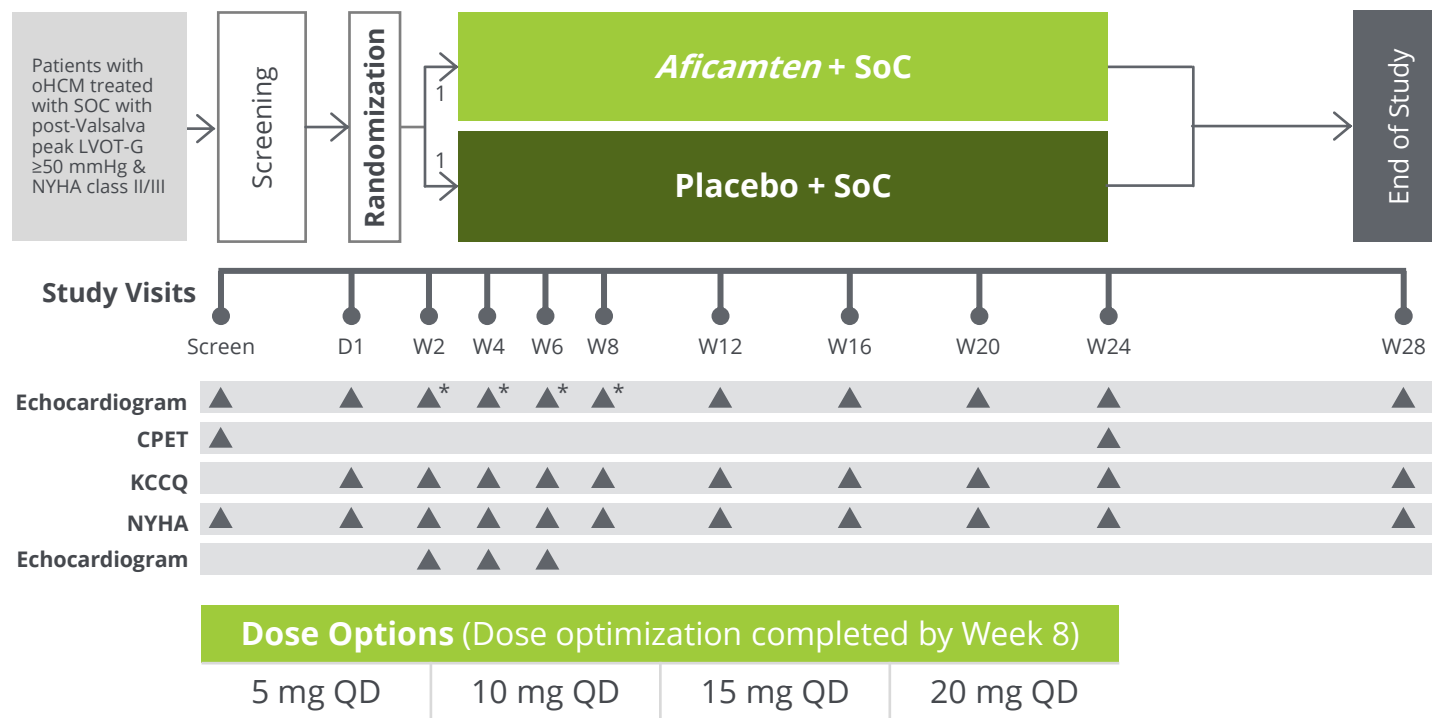 Patients with
oHCM treated
with SOC with
post-Valsalva
peak LVOT-G
≥50 mmHg &
NYHA class II/III
Screening
Randomization
1
1
Aficamten + SoC
Placebo + SoC
End of Study
Study Visits
Screen D1 W2 W4 W6 W8 W12 W16 W20 W24 W28
Echocardiogram * * * *
CPET
KCCQ
NYHA
Echocardiogram
Dose Options (Dose optimization completed by Week 8)
5 mg QD 10 mg QD 15 mg QD 20 mg QD